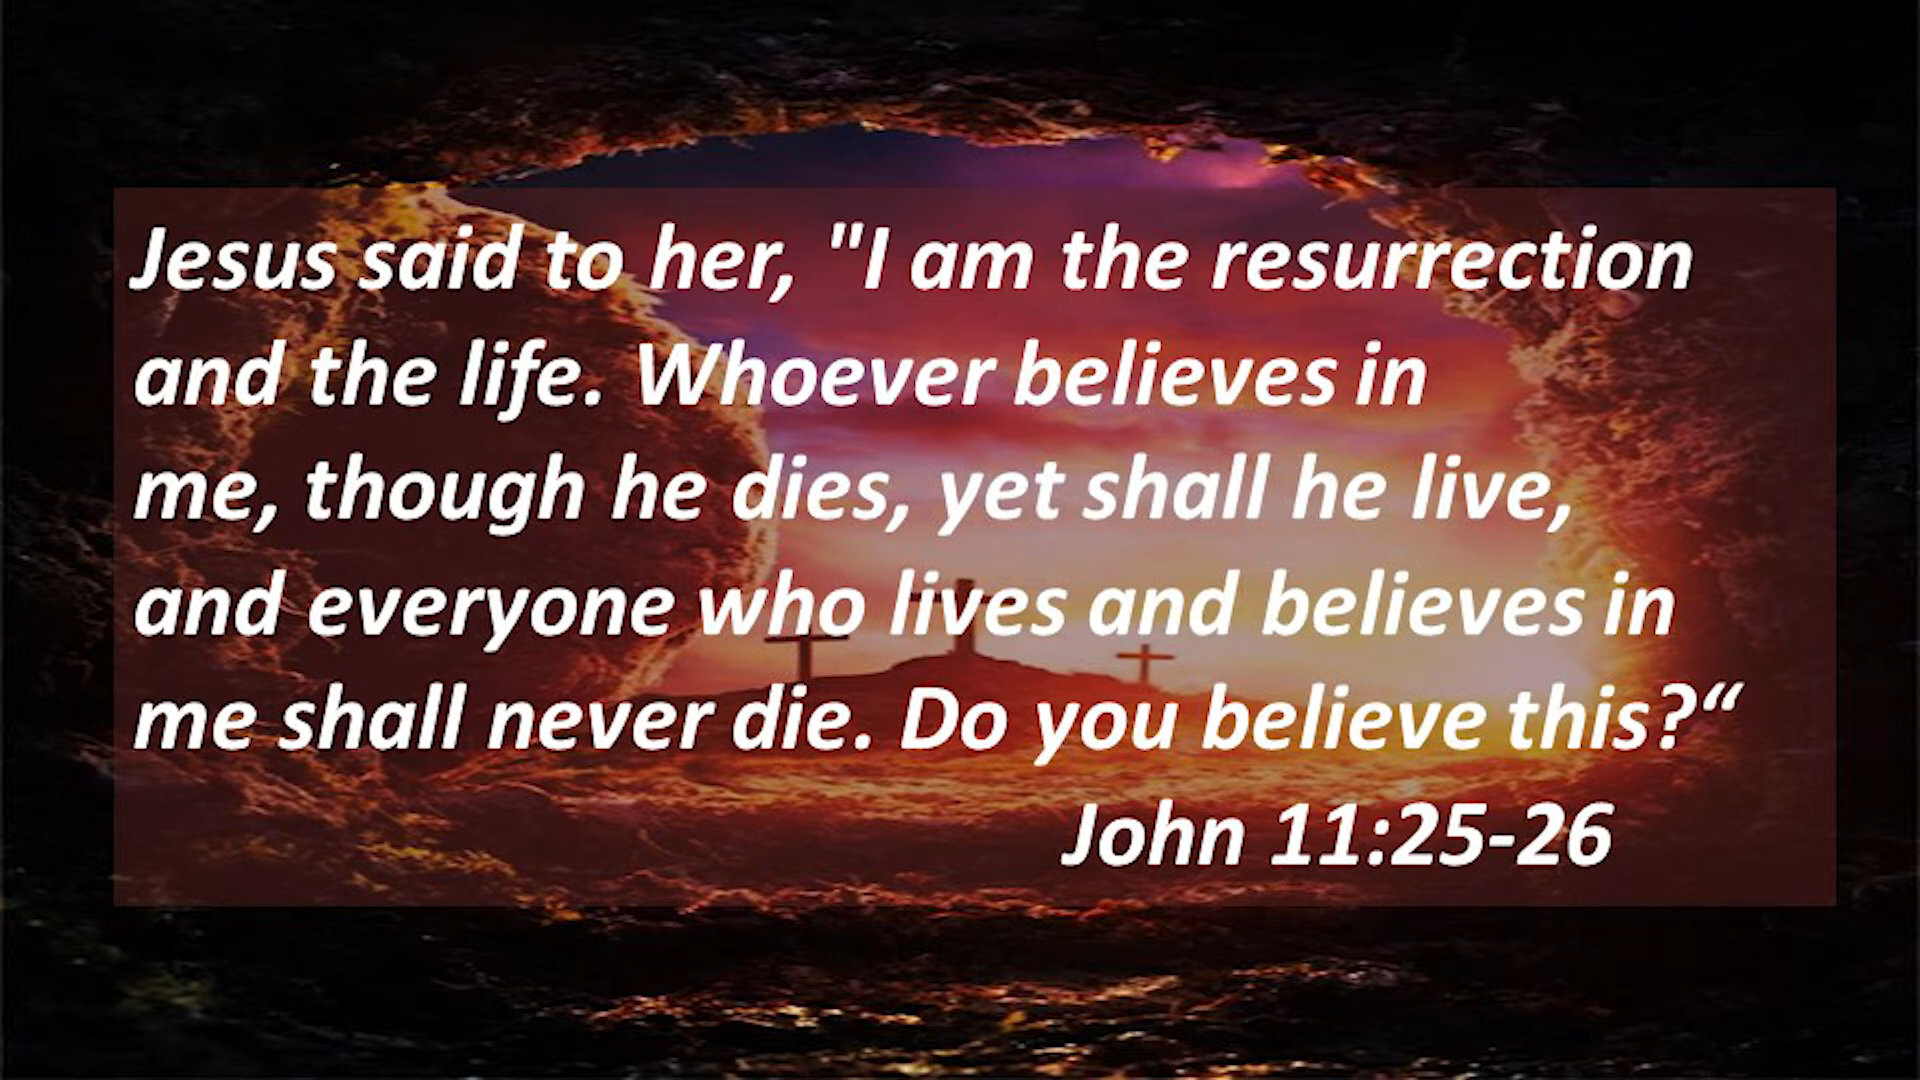 Jesus said to her, "I am the resurrection
and the life. Whoever believes in
me, though he dies, yet shall he live,
and everyone who lives and believes in
me shall never die. Do you believe this?“
John 11:25-26